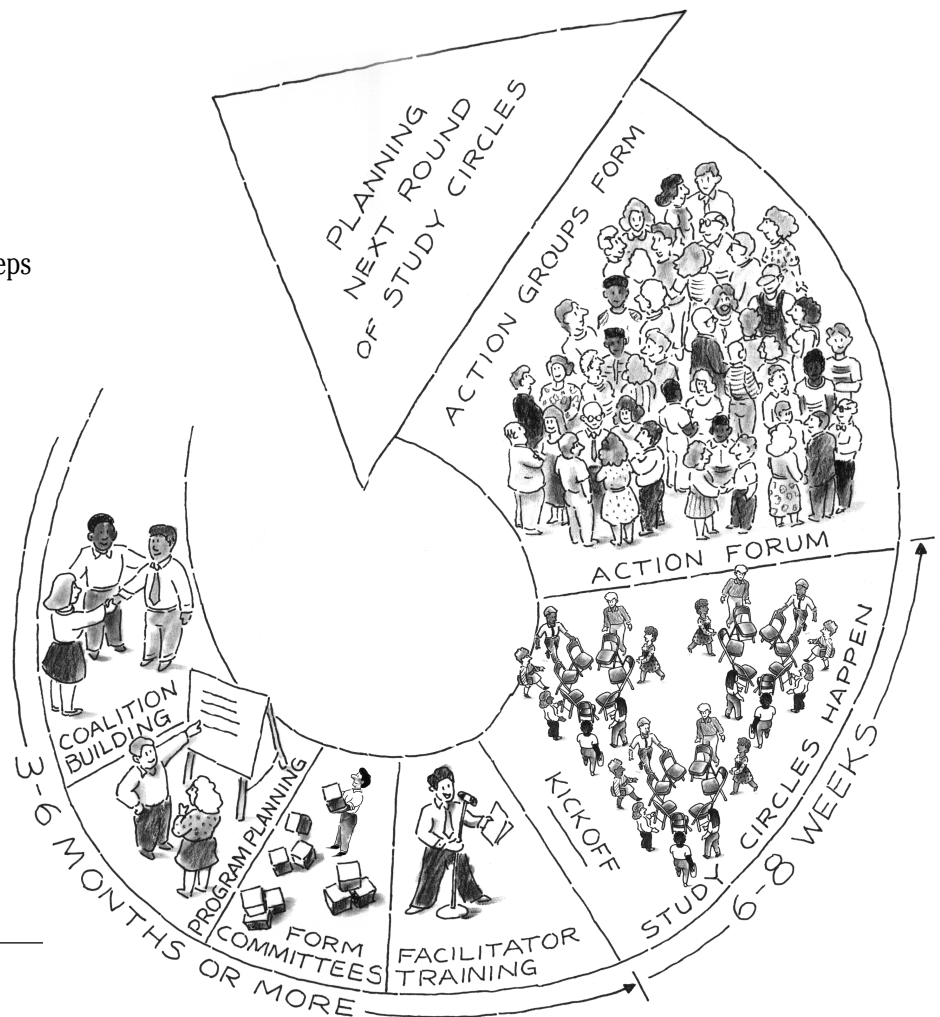 eps
PLANNING
NEXT ROUND
OF STUDY CIRCLES
ACTION GROUPS FORM
ACTION FORUM
STUDY CIRCLES HAPPEN
6-8 WEEKS
KICKOFF
FACILITATOR
TRAINING
FORM
COMMITTEES
PROGRAM PLANNING
COALITION
BUILDING
3-6 MONTHS OR MORE